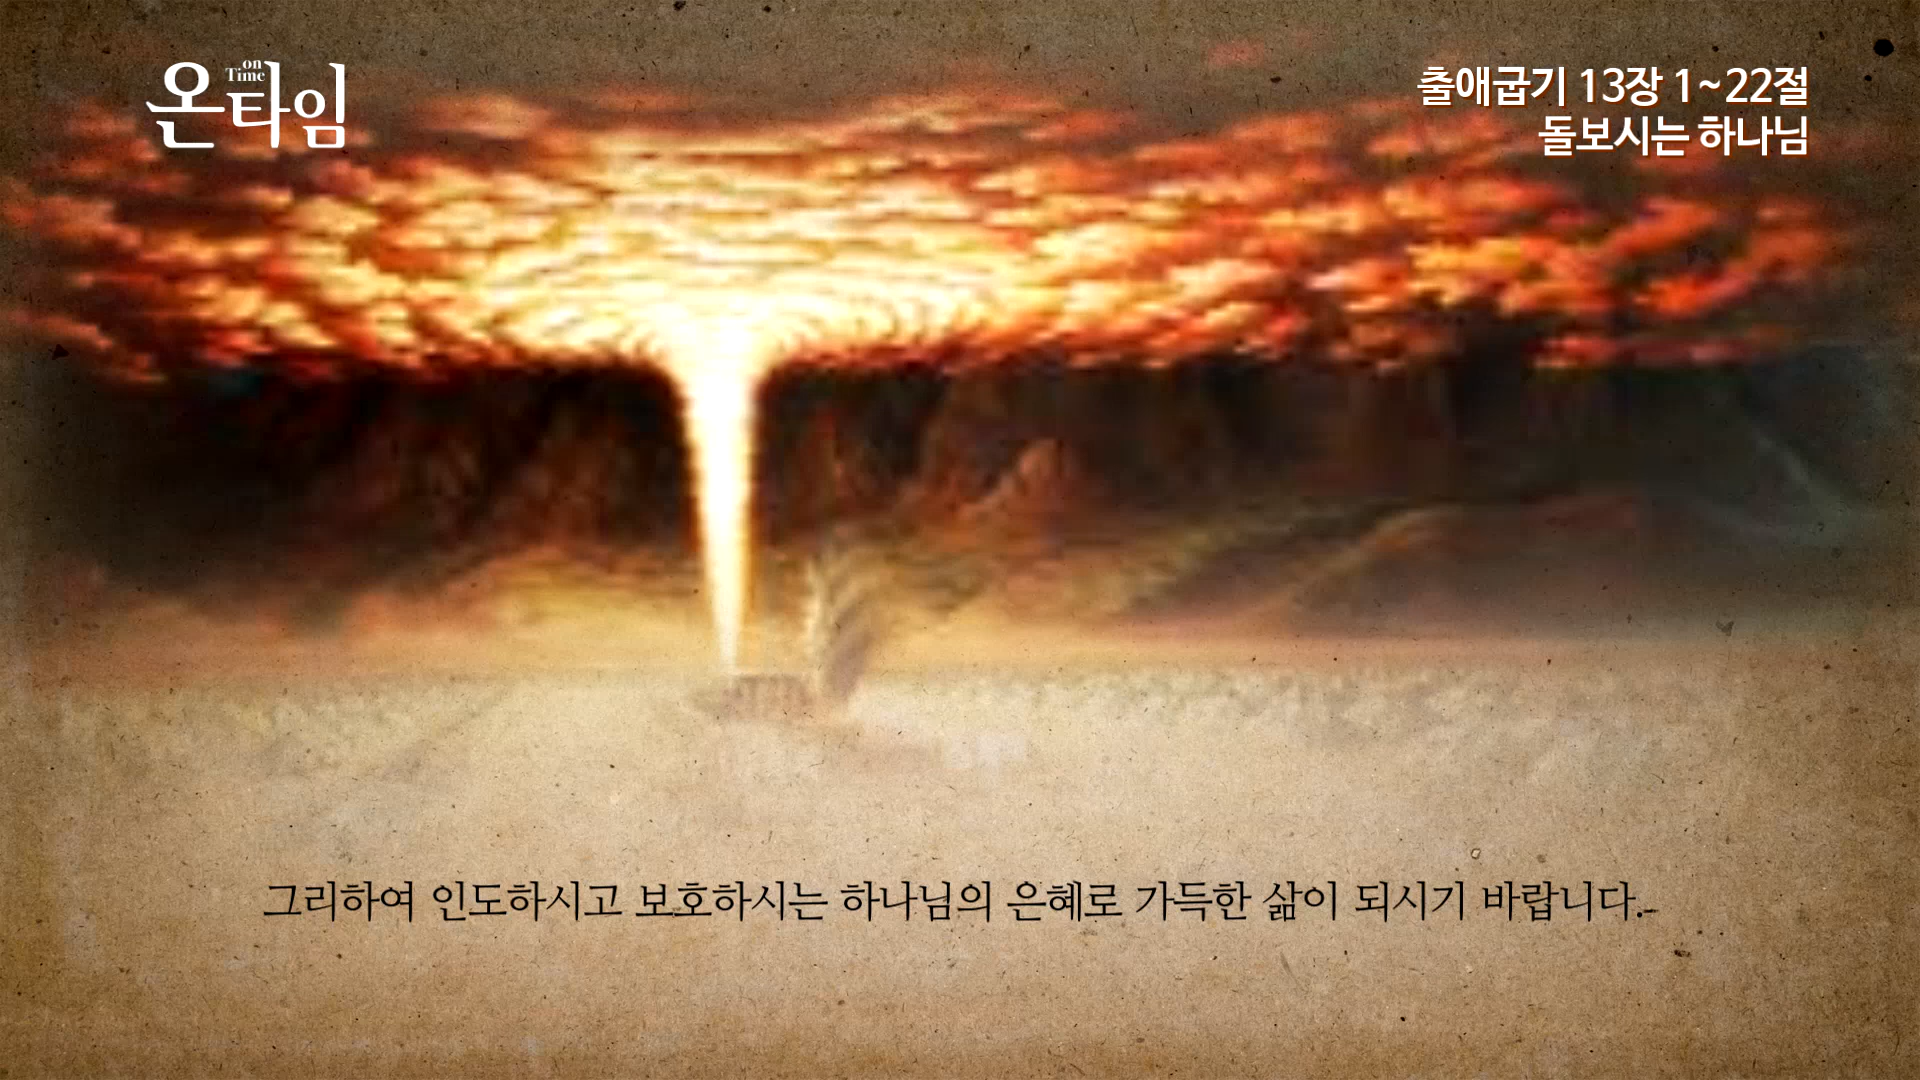 온타임
on
Time
출애굽기 13장 1~22절
돌보시는 하나님
그리하여 인도하시고 보호하시는 하나님의 은혜로 가득한 삶이 되시기 바랍니다.